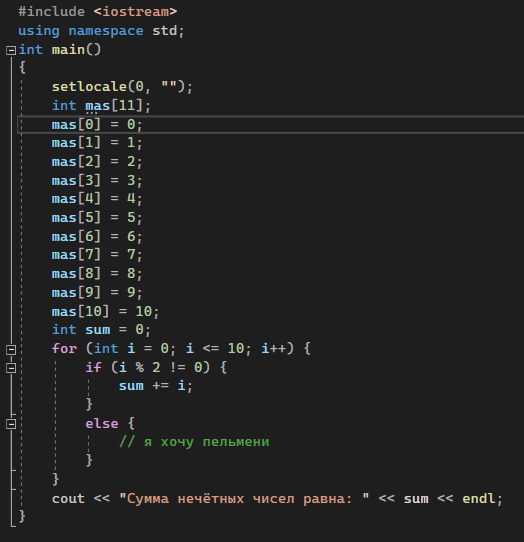 #include <iostream>
using namespace std;
int main()
{
setlocale(0, "");
int mas[11];
mas[0] = 0;
mas[1] = 1;
mas[2] = 2;
mas[3] = 3;
mas[4] = 4;
mas[5] = 5;
mas[6] = 6;
mas[7] = 7;
mas[8] = 8;
mas[9] = 9;
mas[10] = 10;
int sum = 0;
for (int i = 0; i <= 10; i++) {
if (i % 2 != 0) {
sum += i;
}
else {
// я хочу пельмени
}
}
cout << "Сумма нечётных чисел равна: " << sum << endl;
}